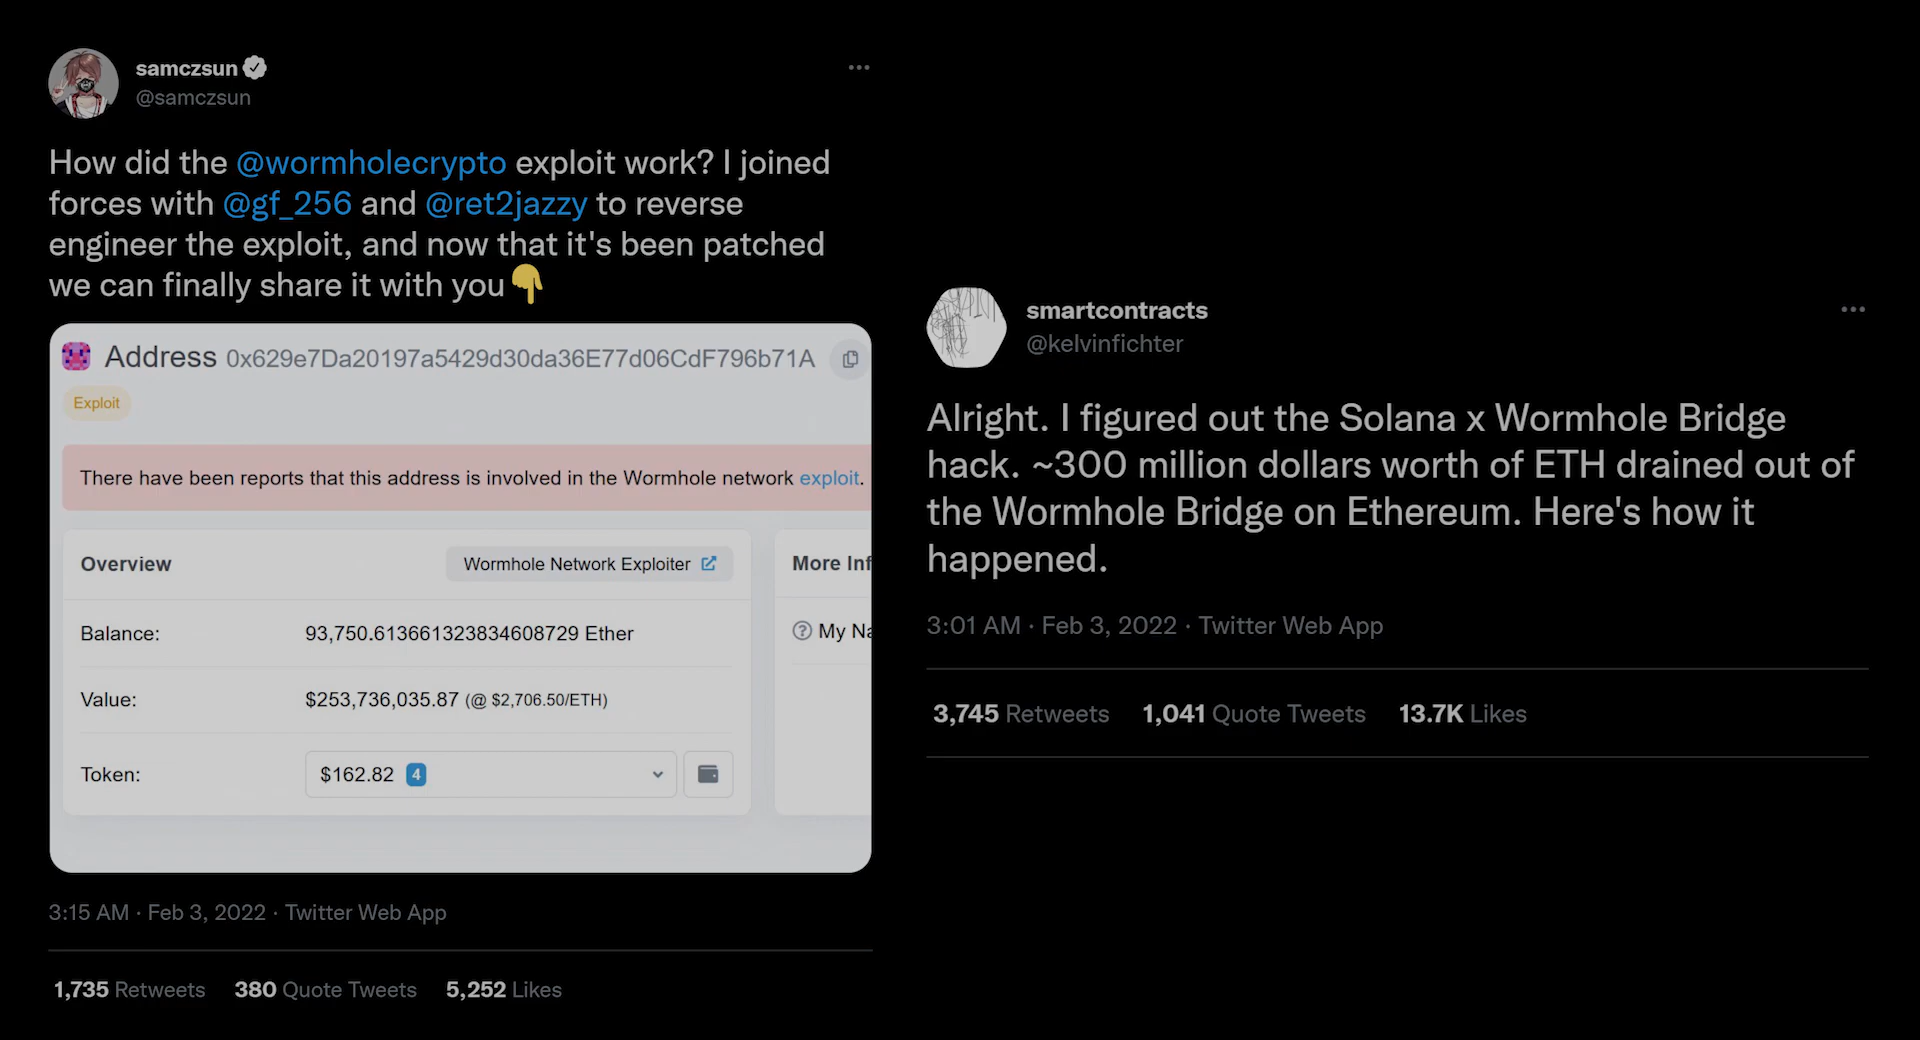 samczsun
@samczsun
How did the @wormholecrypto exploit work? I joined
forces with @gf_256 and @ret2jazzy to reverse
engineer the exploit, and now that it's been patched
we can finally share it with you👇
Address 0x629e7Da20197a5429d30da36E77d06CdF796b71A
Exploit
There have been reports that this address is involved in the Wormhole network exploit.
Overview
Wormhole Network Exploiter
More Inf
Balance:
93,750.613661323834608729 Ether
My Na
Value:
$253,736,035.87 (@ $2,706.50/ETH)
Token:
$162.82 4
3:15 AM · Feb 3, 2022 · Twitter Web App
1,735 Retweets 380 Quote Tweets 5,252 Likes
smartcontracts
@kelvinfichter
Alright. I figured out the Solana x Wormhole Bridge
hack. ~300 million dollars worth of ETH drained out of
the Wormhole Bridge on Ethereum. Here's how it
happened.
3:01 AM · Feb 3, 2022 · Twitter Web App
3,745 Retweets 1,041 Quote Tweets 13.7K Likes